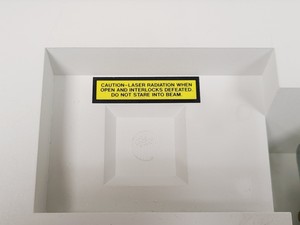 CAUTION-LASER RADIATION WHEN
OPEN AND INTERLOCKS DEFEATED.
DO NOT STARE INTO BEAM